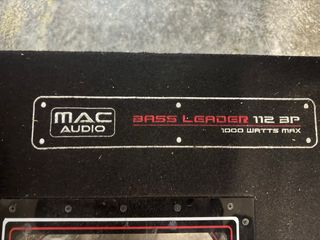 MAC
AUDIO
BASS LEADER 112 BP
1000 WATTS MAX